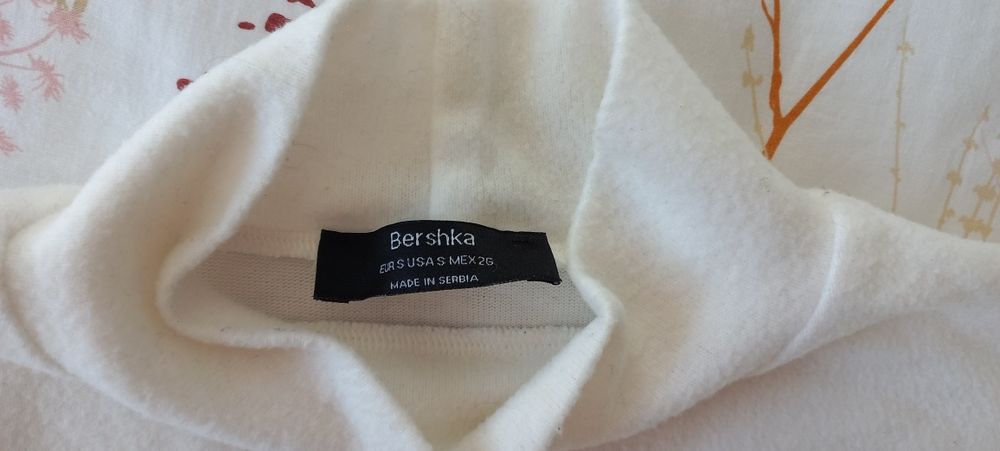 Bershka
EUR S USA S MEX 26
MADE IN SERBIA